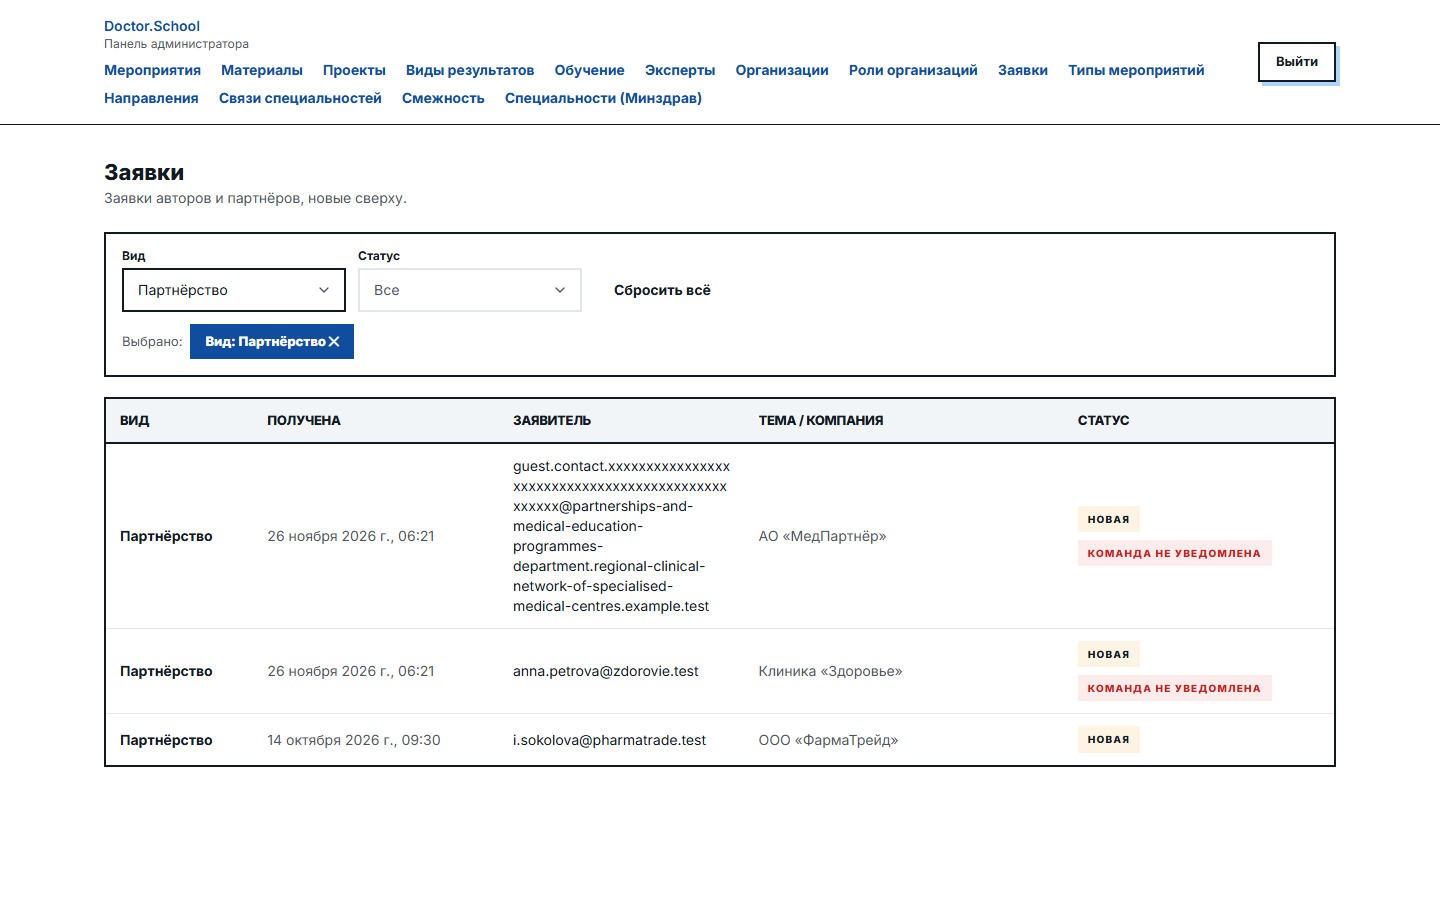 Doctor.School
Панель администратора
Мероприятия Материалы Проекты Виды результатов Обучение Эксперты Организации Роли организаций Заявки Типы мероприятий
Направления Связи специальностей Смежность Специальности (Минздрав)
Выйти
Заявки
Заявки авторов и партнёров, новые сверху.
Вид Статус
Партнёрство Все Сбросить всё
Выбрано: Вид: Партнёрство
ВИД ПОЛУЧЕНА ЗАЯВИТЕЛЬ ТЕМА / КОМПАНИЯ СТАТУС
Партнёрство 26 ноября 2026 г., 06:21
guest.contact.xxxxxxxxxxxxxxxx
xxxxxxxxxxxxxxxxxxxxxxxxxxxx
xxxxxx@partnerships-and-
medical-education-
programmes-
department.regional-clinical-
network-of-specialised-
medical-centres.example.test
АО «МедПартнёр»
НОВАЯ
КОМАНДА НЕ УВЕДОМЛЕНА
Партнёрство 26 ноября 2026 г., 06:21 anna.petrova@zdorovie.test Клиника «Здоровье»
НОВАЯ
КОМАНДА НЕ УВЕДОМЛЕНА
Партнёрство 14 октября 2026 г., 09:30 i.sokolova@pharmatrade.test ООО «ФармаТрейд» НОВАЯ